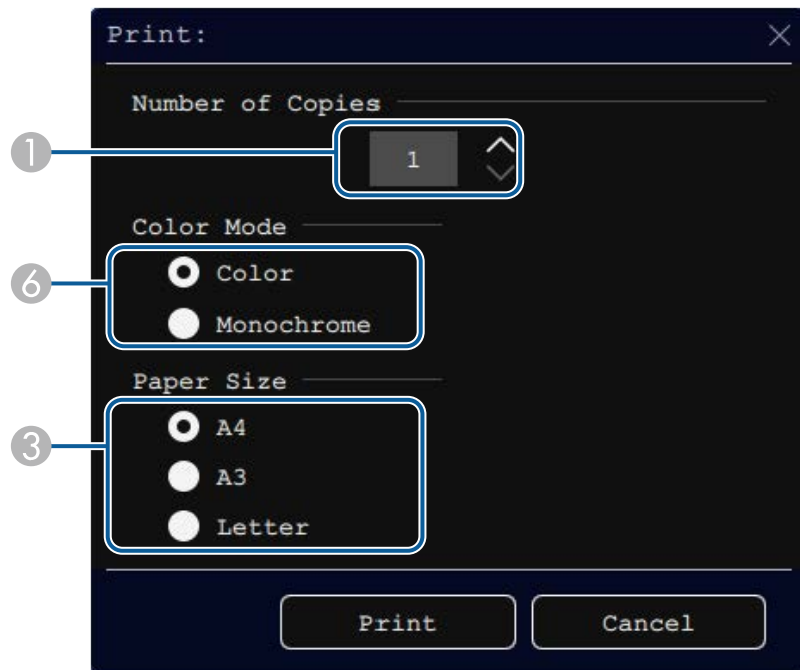 Print:
Number of Copies
1
1
Color Mode
6
Color
Monochrome
Paper Size
3
A4
A3
Letter
Print
Cancel